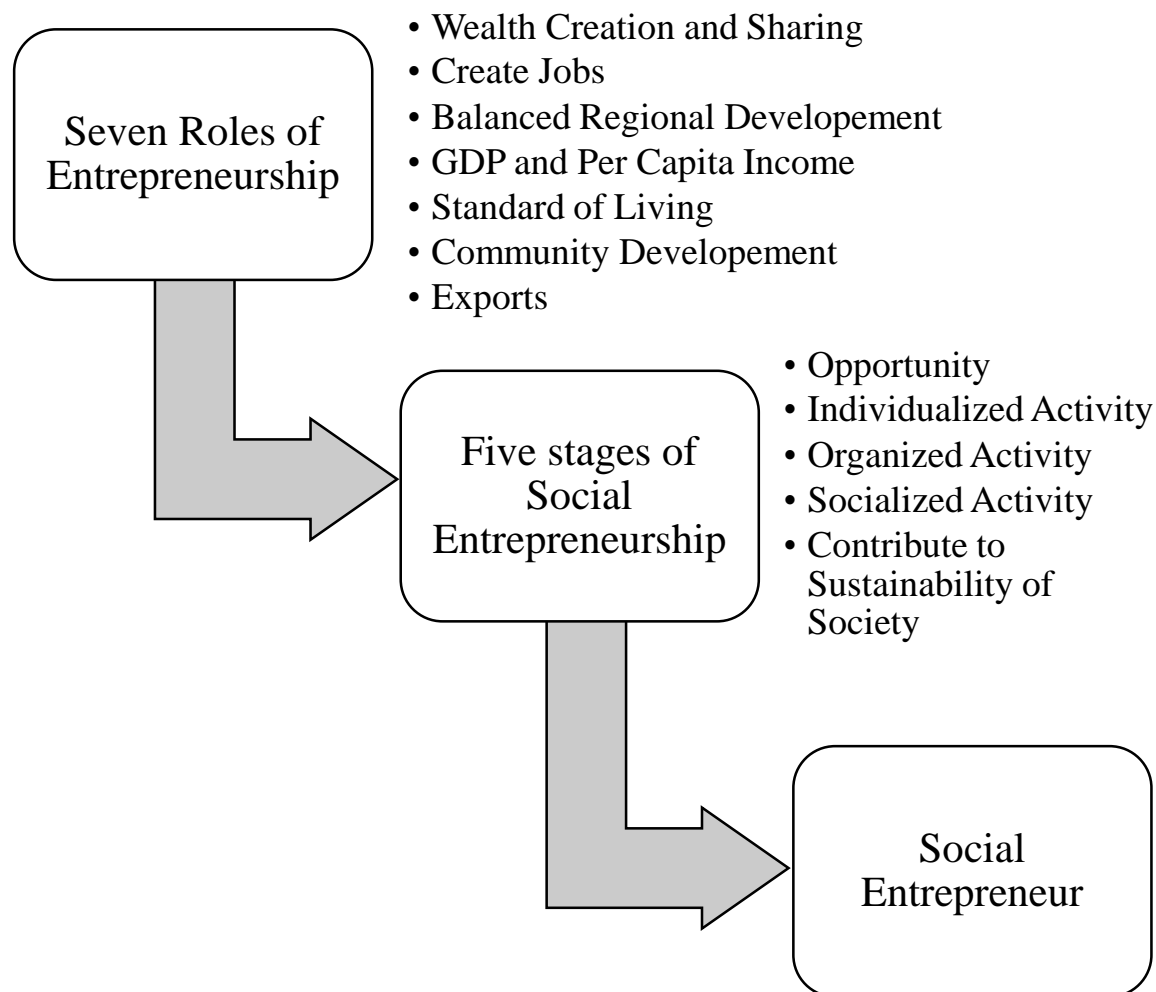 Seven Roles of
Entrepreneurship
• Wealth Creation and Sharing
• Create Jobs
• Balanced Regional Developement
• GDP and Per Capita Income
• Standard of Living
• Community Developement
• Exports
Five stages of
Social
Entrepreneurship
• Opportunity
• Individualized Activity
• Organized Activity
• Socialized Activity
• Contribute to
Sustainability of
Society
Social
Entrepreneur